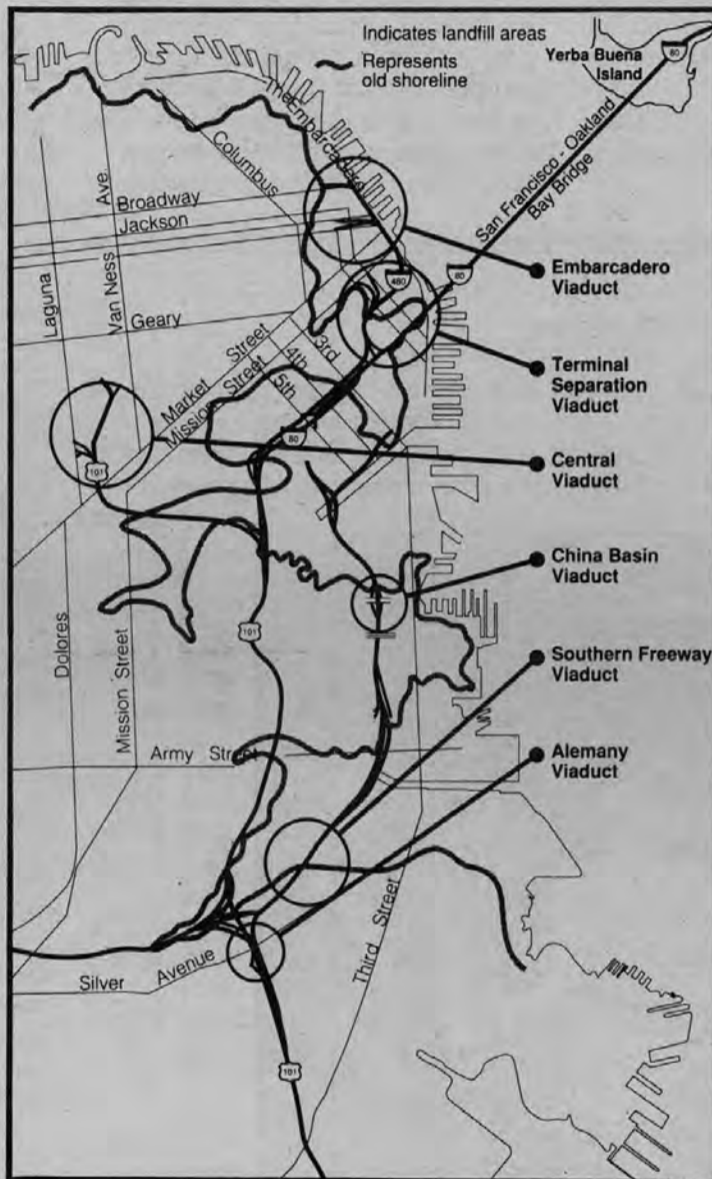 Indicates landfill areas
Represents
old shoreline
Yerba Buena
Island
80
San Francisco - Oakland
Bay Bridge
The Embarcadero
Columbus
Ave.
Broadway
Jackson
Laguna
Van Ness
Geary
480
80
Embarcadero
Viaduct
Market Street
Mission Street
3rd
4th
5th
Terminal
Separation
Viaduct
80
101
Central
Viaduct
China Basin
Viaduct
Dolores
Mission Street
101
Southern Freeway
Viaduct
Army Street
Alemany
Viaduct
Third Street
Silver Avenue
101